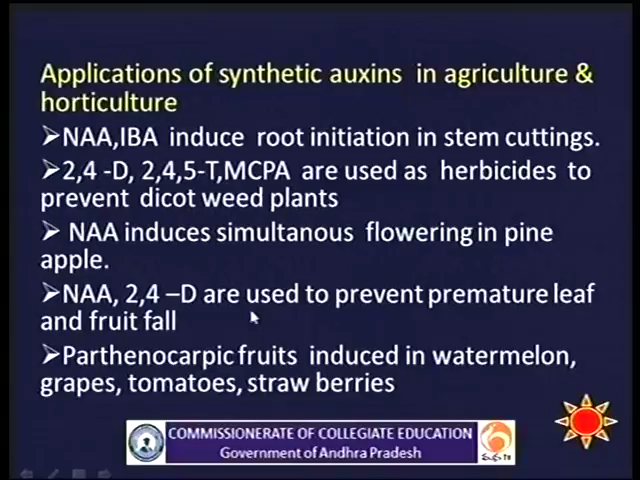 Applications of synthetic auxins in agriculture &
horticulture
➢NAA,IBA induce root initiation in stem cuttings.
➢2,4 -D, 2,4,5-T,MCPA are used as herbicides to
prevent dicot weed plants
➢ NAA induces simultanous flowering in pine
apple.
➢NAA, 2,4 –D are used to prevent premature leaf
and fruit fall
➢Parthenocarpic fruits induced in watermelon,
grapes, tomatoes, straw berries
COMMISSIONERATE OF COLLEGIATE EDUCATION
Government of Andhra Pradesh